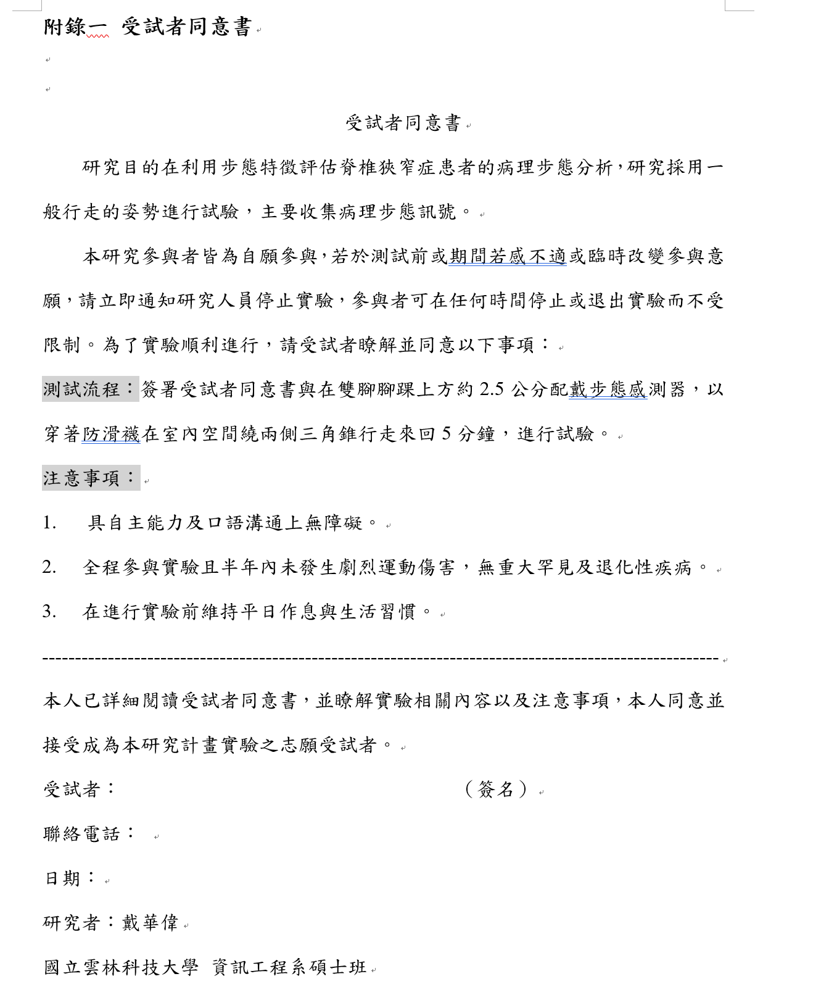 附錄一 受試者同意書
受試者同意書
研究目的在利用步態特徵評估脊椎狹窄症患者的病理步態分析,研究採用一
般行走的姿勢進行試驗，主要收集病理步態訊號。
本研究參與者皆為自願參與,若於測試前或期間若感不適或臨時改變參與意
願，請立即通知研究人員停止實驗，參與者可在任何時間停止或退出實驗而不受
限制。為了實驗順利進行，請受試者瞭解並同意以下事項：
測試流程：簽署受試者同意書與在雙腳腳踝上方約 2.5 公分配戴步態感測器，以
穿著防滑襪在室內空間繞兩側三角錐行走來回 5 分鐘，進行試驗。
注意事項：
1. 具自主能力及口語溝通上無障礙。
2. 全程參與實驗且半年內未發生劇烈運動傷害，無重大罕見及退化性疾病。
3. 在進行實驗前維持平日作息與生活習慣。
-------------------------------------------------------------------------------------------------------
本人已詳細閱讀受試者同意書，並瞭解實驗相關內容以及注意事項，本人同意並
接受成為本研究計畫實驗之志願受試者。
受試者： （簽名）
聯絡電話：
日期：
研究者：戴華偉
國立雲林科技大學 資訊工程系碩士班